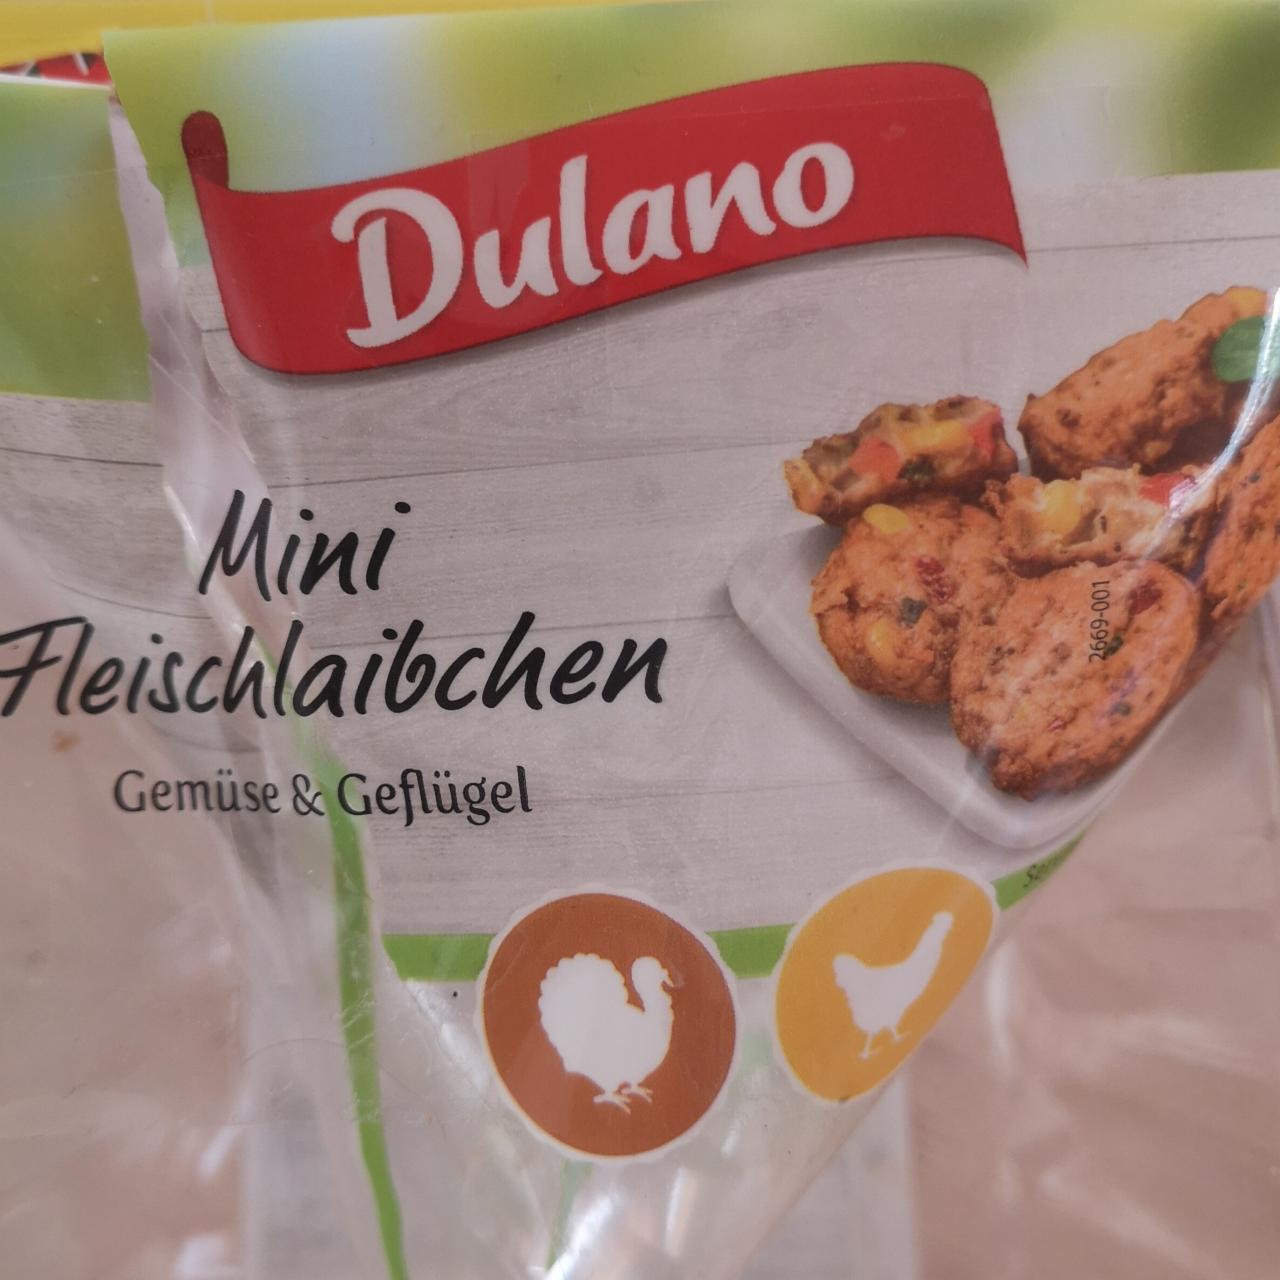 Dulano
Mini
Fleischlaibchen
Gemüse & Geflügel
2669-001